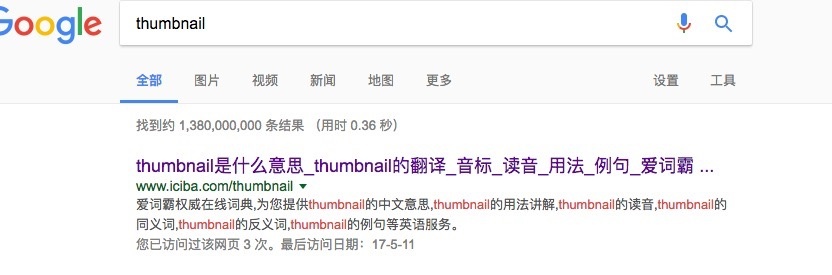 Google
thumbnail
全部 图片 视频 新闻 地图 更多 设置 工具
找到约 1,380,000,000 条结果 （用时 0.36 秒）
thumbnail是什么意思_thumbnail的翻译_音标_读音_用法_例句_爱词霸 ...
www.iciba.com/thumbnail
爱词霸权威在线词典,为您提供thumbnail的中文意思,thumbnail的用法讲解,thumbnail的读音,thumbnail的
同义词,thumbnail的反义词,thumbnail的例句等英语服务。
您已访问过该网页 3 次。最后访问日期：17-5-11